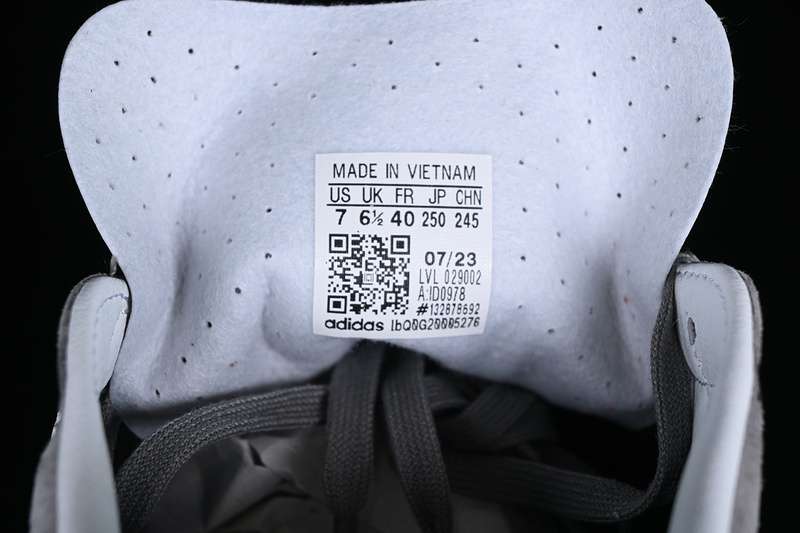 MADE IN VIETNAM
US UK FR JP CHN
7 6½ 40 250 245
07/23
LVL 029002
A:ID0978
#132878692
adidas lbQ0G20005276